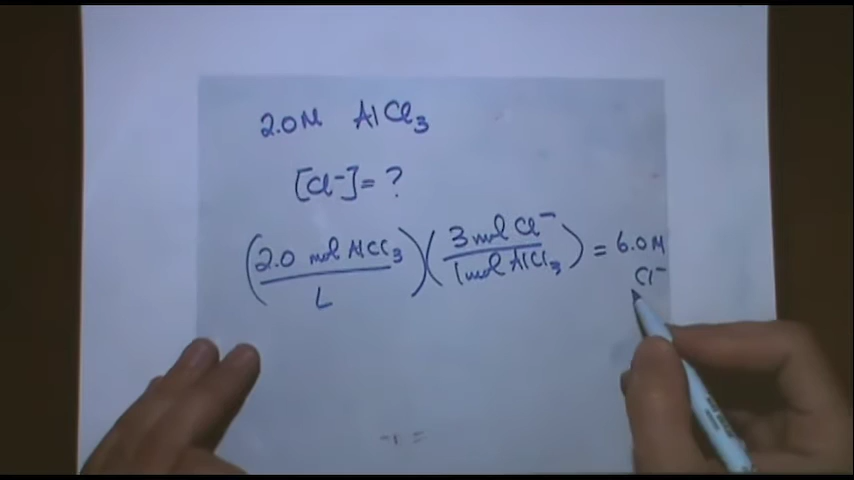 2.0M AlCl3
[Cl⁻] = ?
(2.0 mol AlCl3 / L) (3 mol Cl⁻ / 1 mol AlCl3) = 6.0 M
Cl⁻